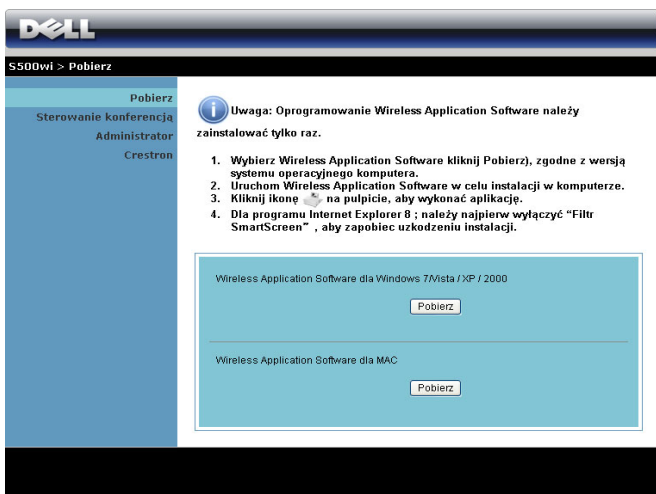 DELL
S500wi > Pobierz
Pobierz
Sterowanie konferencją
Administrator
Crestron
Uwaga: Oprogramowanie Wireless Application Software należy
zainstalować tylko raz.
1. Wybierz Wireless Application Software kliknij Pobierz), zgodne z wersją
systemu operacyjnego komputera.
2. Uruchom Wireless Application Software w celu instalacji w komputerze.
3. Kliknij ikonę na pulpicie, aby wykonać aplikację.
4. Dla programu Internet Explorer 8 ; należy najpierw wyłączyć “Filtr
SmartScreen” , aby zapobiec uzkodzeniu instalacji.
Wireless Application Software dla Windows 7/Vista / XP / 2000
Pobierz
Wireless Application Software dla MAC
Pobierz